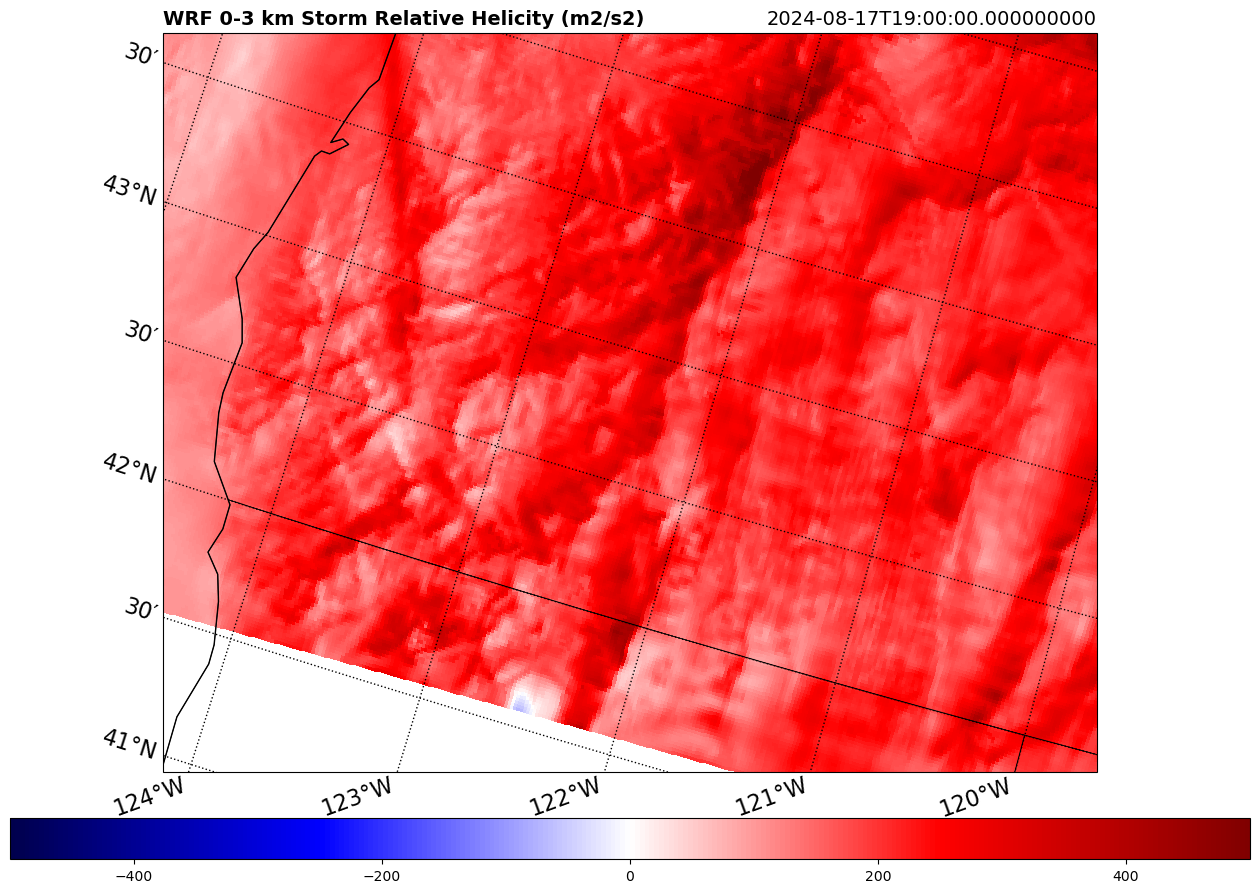 WRF 0-3 km Storm Relative Helicity (m2/s2) 2024-08-17T19:00:00.000000000
30′
43°N
30′
42°N
30′
41°N
124°W 123°W 122°W 121°W 120°W
−400 −200 0 200 400